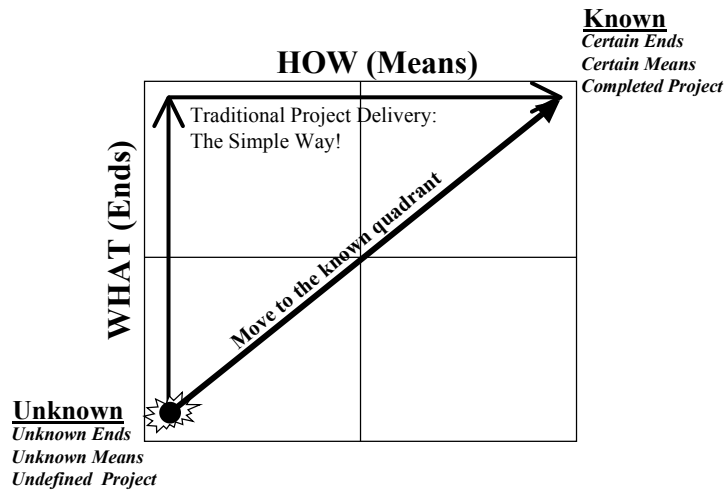 Known
Certain Ends
Certain Means
Completed Project
HOW (Means)
Traditional Project Delivery:
The Simple Way!
WHAT (Ends)
Move to the known quadrant
Unknown
Unknown Ends
Unknown Means
Undefined Project